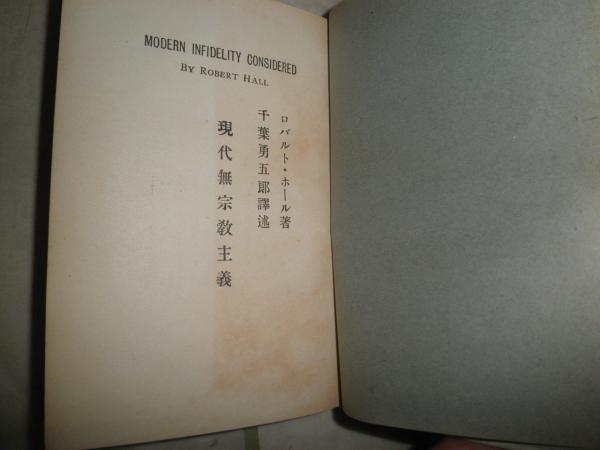 MODERN INFIDELITY CONSIDERED
BY ROBERT HALL
ロバルト・ホール著
千葉勇五郎譯述
現代無宗教主義